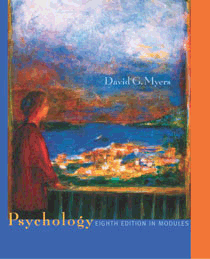 David G. Myers
Psychology EIGHTH EDITION IN MODULES